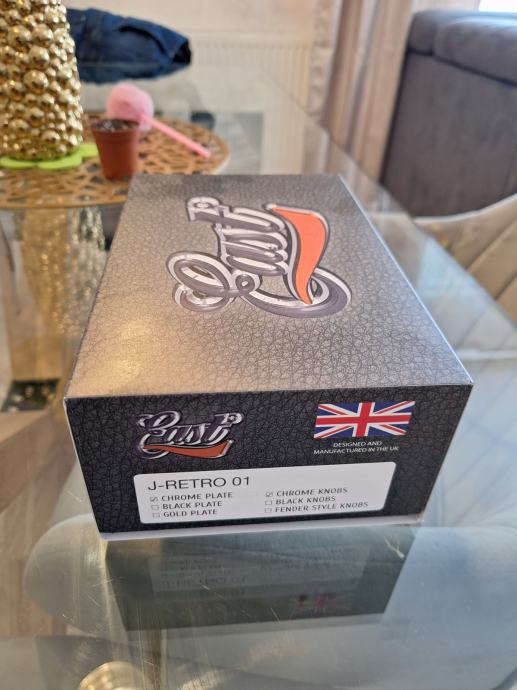 East
East
DESIGNED AND
MANUFACTURED IN THE UK
J-RETRO 01
☑ CHROME PLATE ☑ CHROME KNOBS
☐ BLACK PLATE ☐ BLACK KNOBS
☐ GOLD PLATE ☐ FENDER STYLE KNOBS